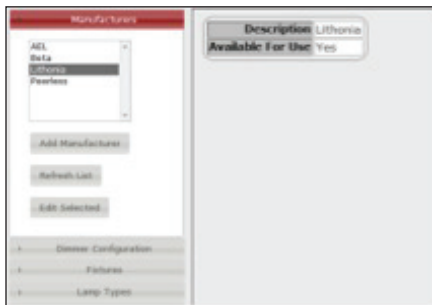 Manufacturers
AEL
Beta
Lithonia
Peerless
Add Manufacturer
Refresh List
Edit Selected
Dimmer Configuration
Fixtures
Lamp Types
Description Lithonia
Available For Use Yes